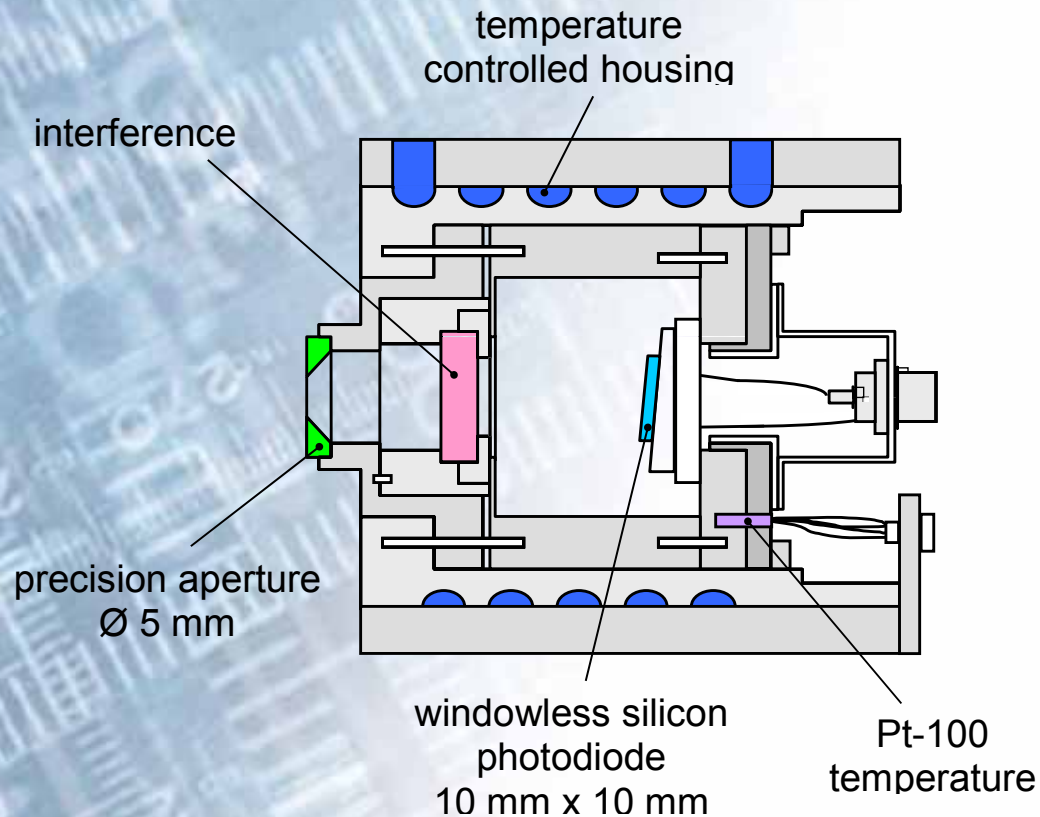 temperature
controlled housing
interference
precision aperture
Ø 5 mm
windowless silicon
photodiode
10 mm x 10 mm
Pt-100
temperature